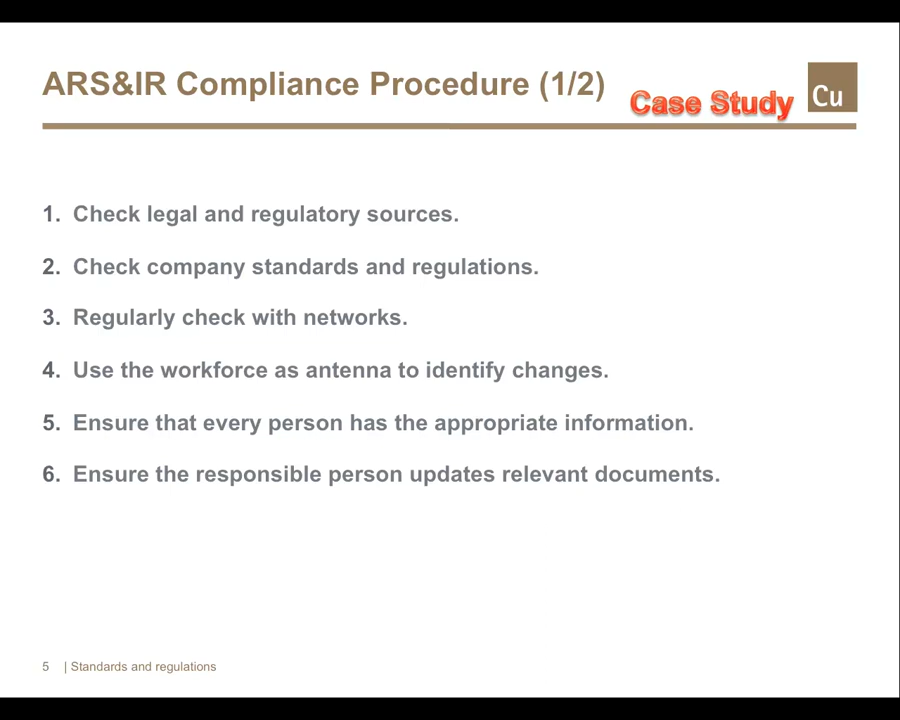 ARS&IR Compliance Procedure (1/2)
Case Study
Cu
1. Check legal and regulatory sources.
2. Check company standards and regulations.
3. Regularly check with networks.
4. Use the workforce as antenna to identify changes.
5. Ensure that every person has the appropriate information.
6. Ensure the responsible person updates relevant documents.
5 | Standards and regulations